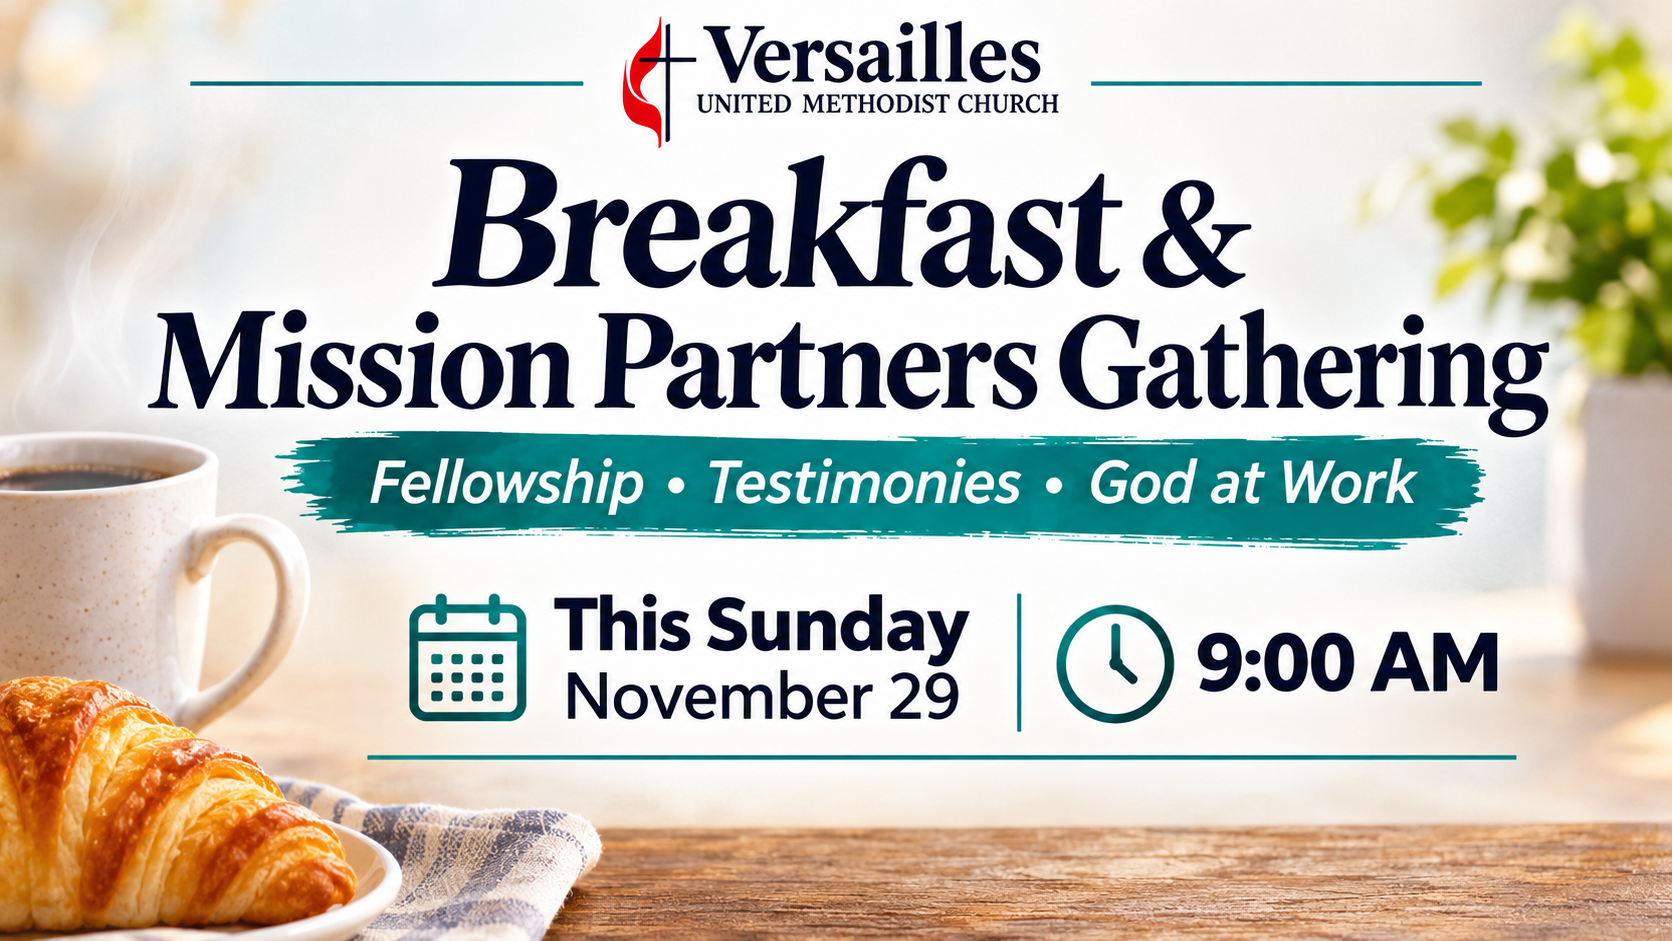 Versailles
UNITED METHODIST CHURCH
Breakfast &
Mission Partners Gathering
Fellowship • Testimonies • God at Work
This Sunday
November 29
9:00 AM